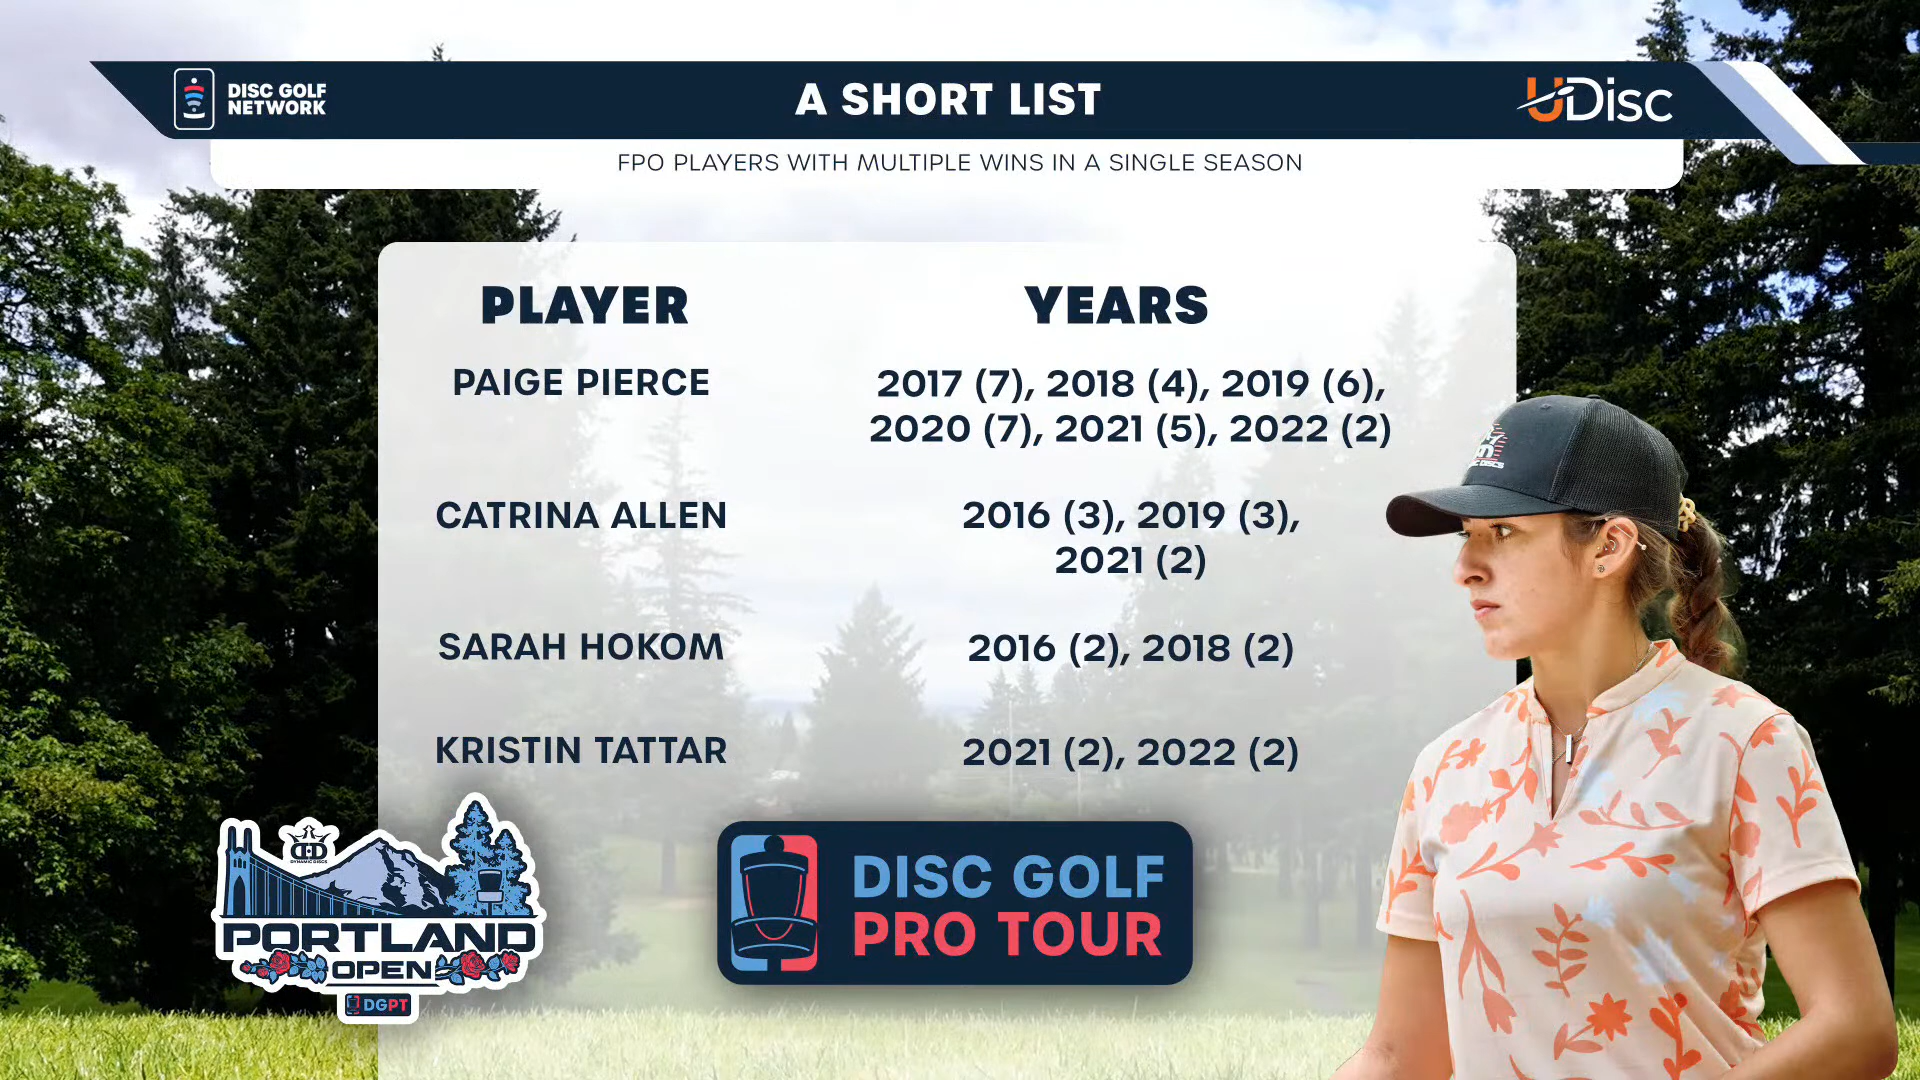 DISC GOLF
NETWORK
A SHORT LIST
UDisc
FPO PLAYERS WITH MULTIPLE WINS IN A SINGLE SEASON
PLAYER YEARS
PAIGE PIERCE 2017 (7), 2018 (4), 2019 (6),
2020 (7), 2021 (5), 2022 (2)
CATRINA ALLEN 2016 (3), 2019 (3),
2021 (2)
SARAH HOKOM 2016 (2), 2018 (2)
KRISTIN TATTAR 2021 (2), 2022 (2)
DD
DYNAMIC DISCS
PORTLAND
OPEN
DGPT
DISC GOLF
PRO TOUR